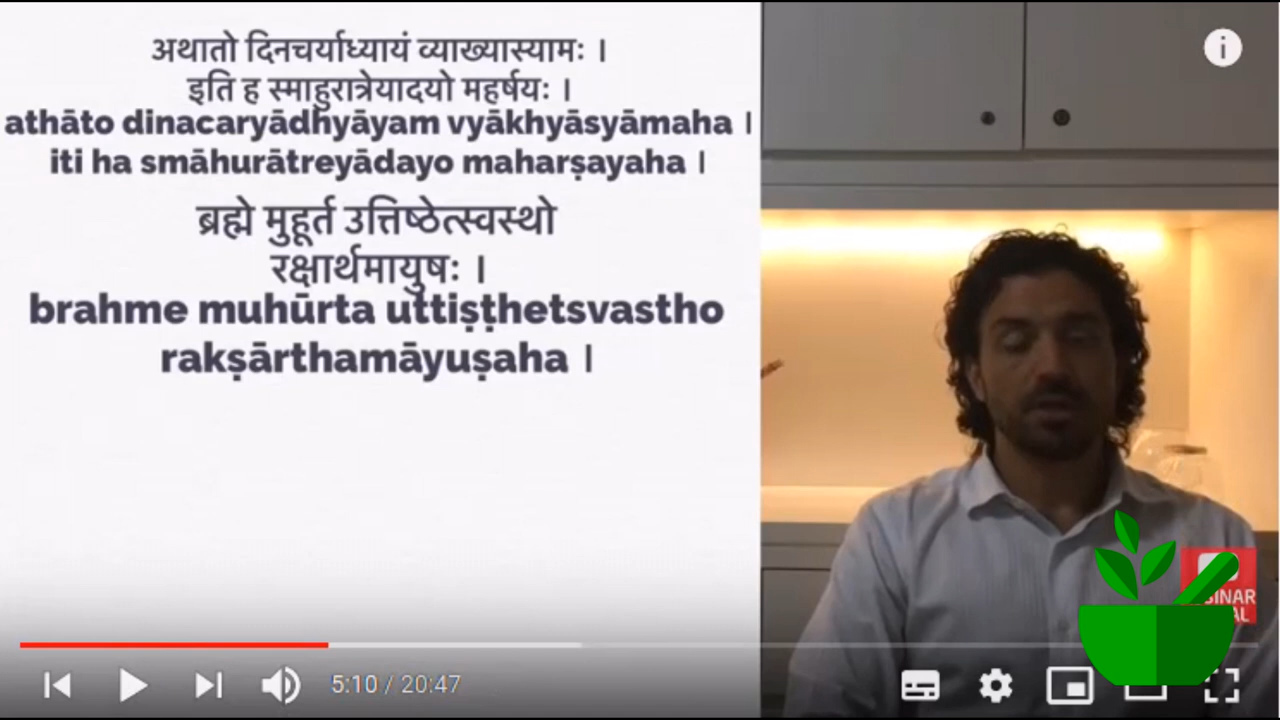 अथातो दिनचर्याध्यायं व्याख्यास्यामः ।
इति ह स्माहुरात्रेयादयो महर्षयः ।
athāto dinacaryādhyāyam vyākhyāsyāmaha ।
iti ha smāhurātreyādayo maharṣayaha ।
ब्रह्मे मुहूर्त उत्तिष्ठेत्स्वस्थो
रक्षार्थमायुषः ।
brahme muhūrta uttiṣṭhetsvastho
rakṣārthamāyuṣaha ।
5:10 / 20:47